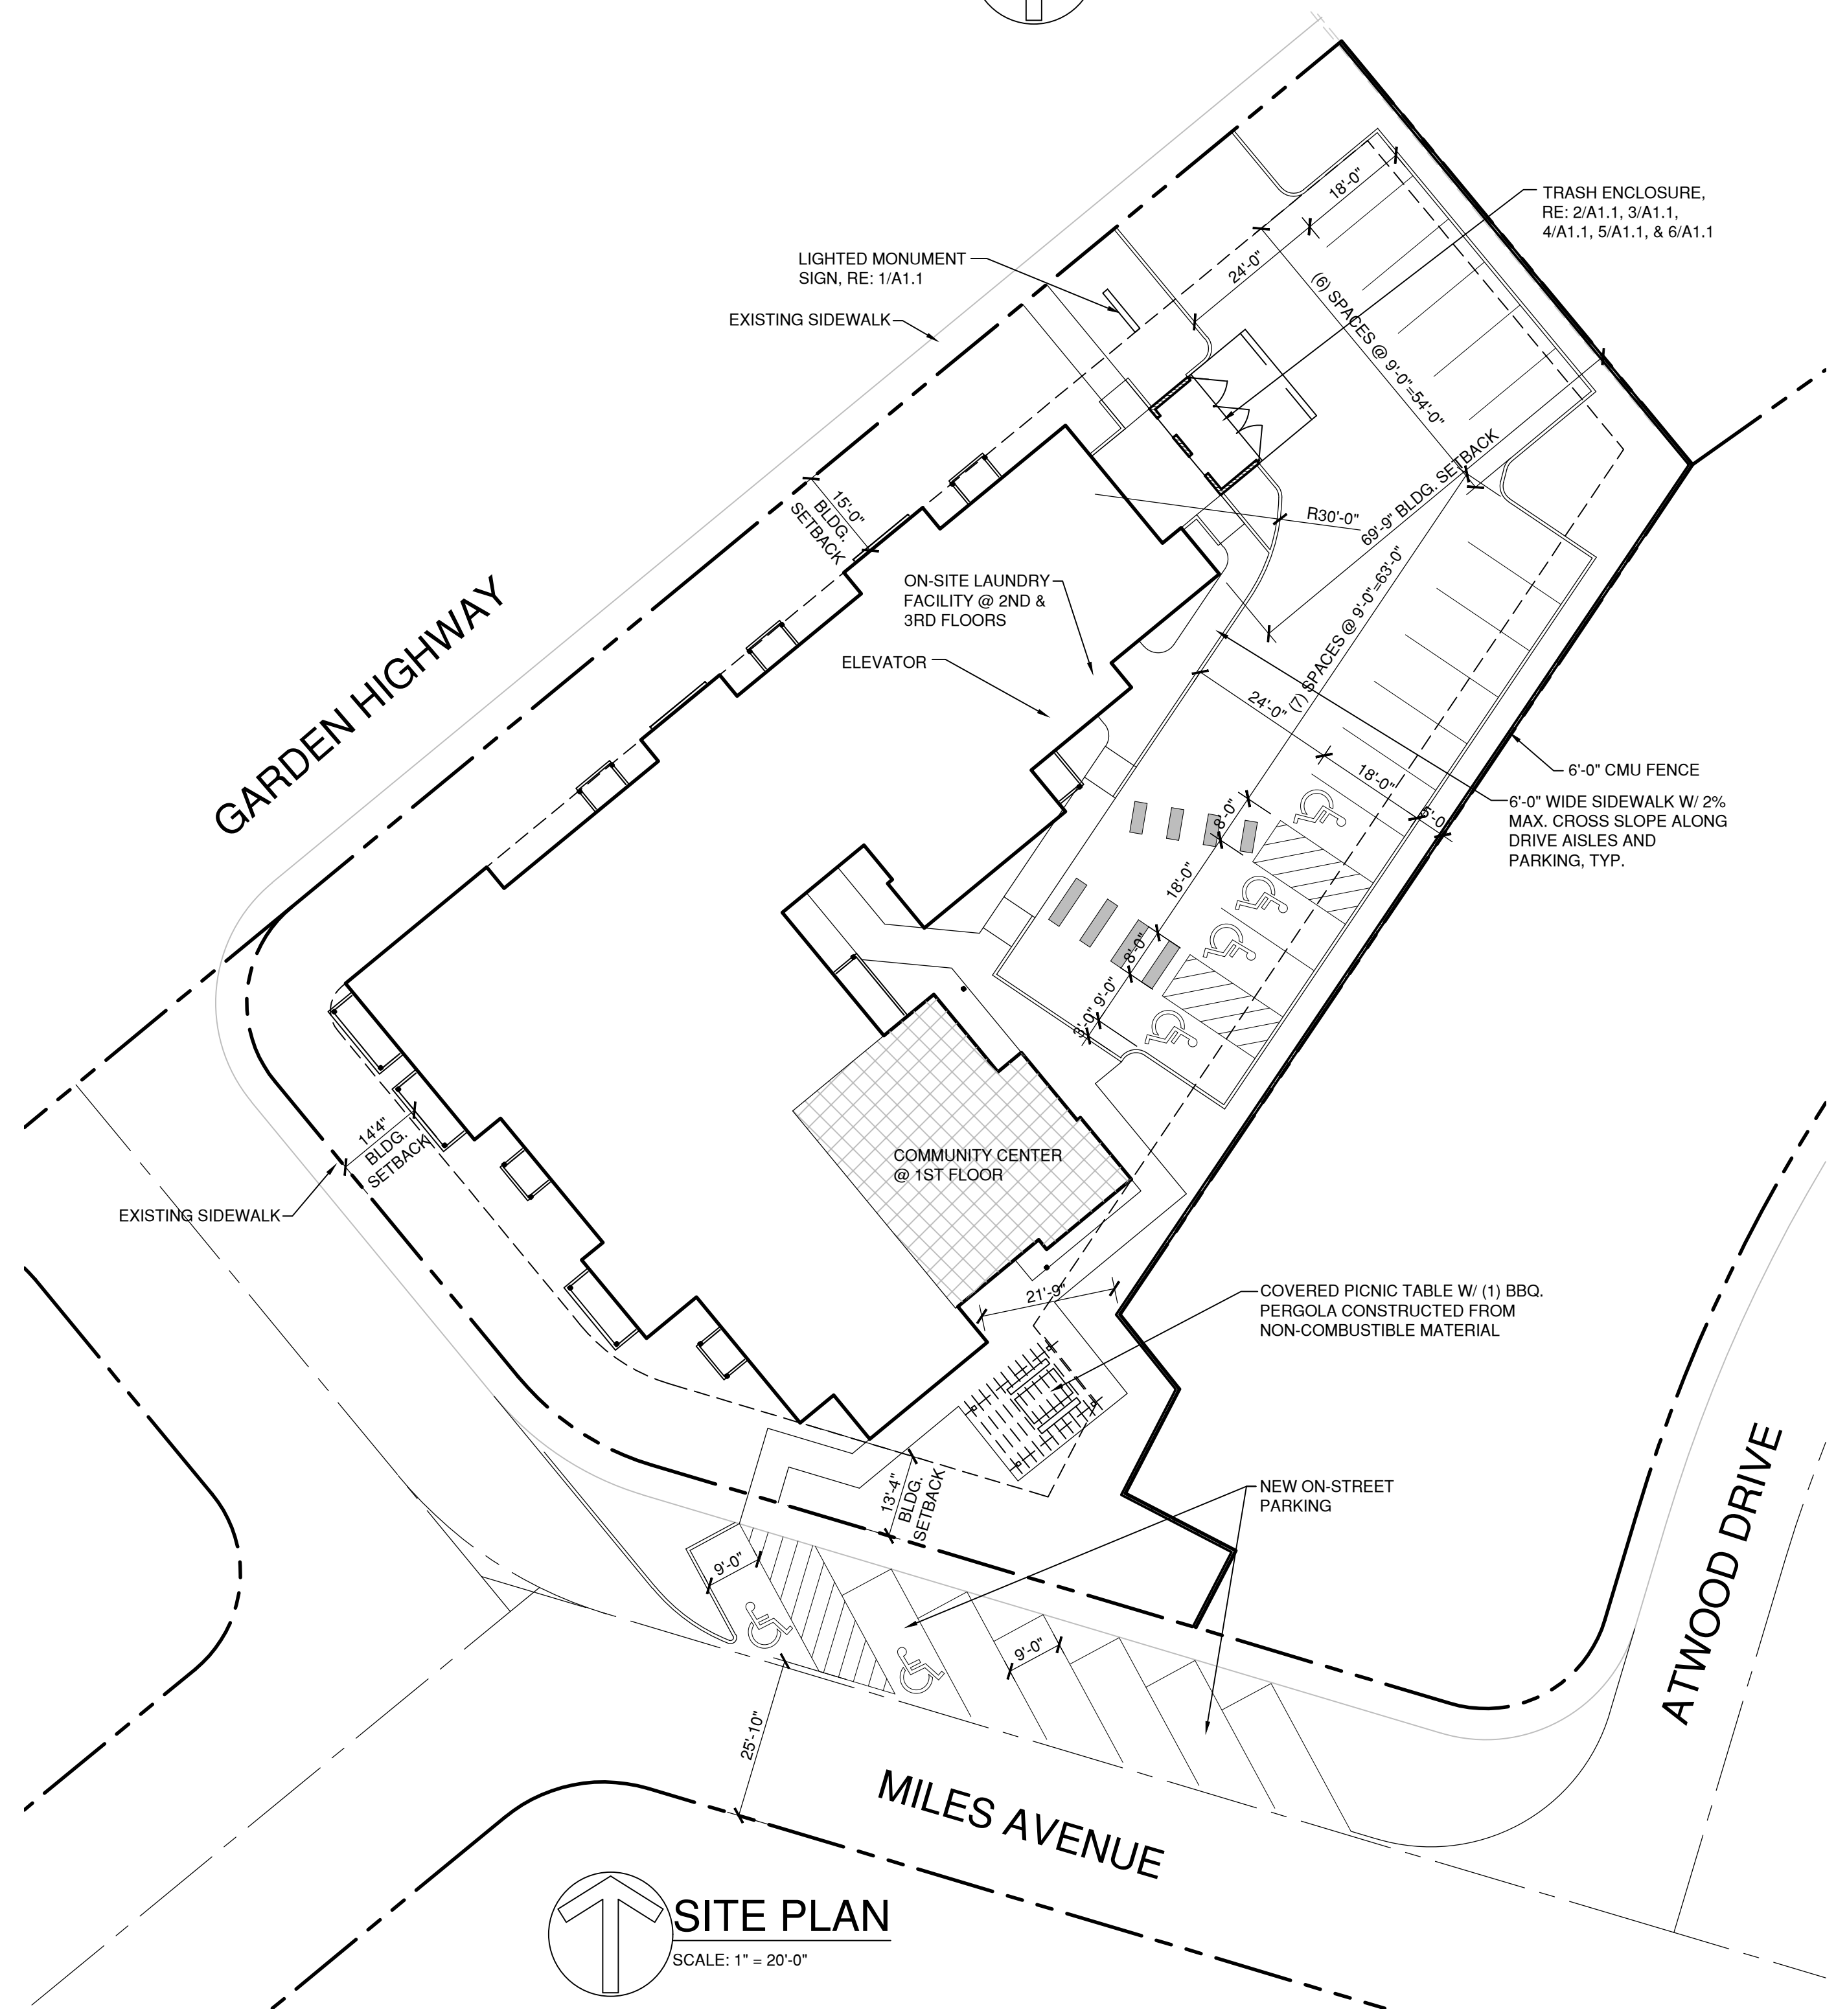 18'-0"
TRASH ENCLOSURE,
RE: 2/A1.1, 3/A1.1,
4/A1.1, 5/A1.1, & 6/A1.1
LIGHTED MONUMENT
SIGN, RE: 1/A1.1
24'-0"
EXISTING SIDEWALK
(6) SPACES @ 9'-0"=54'-0"
69'-9" BLDG. SETBACK
15'-0"
BLDG.
SETBACK
R30'-0"
ON-SITE LAUNDRY
FACILITY @ 2ND &
3RD FLOORS
(7) SPACES @ 9'-0"=63'-0"
GARDEN HIGHWAY
ELEVATOR
24'-0"
18'-0"
5'-0
6'-0" CMU FENCE
6'-0" WIDE SIDEWALK W/ 2%
MAX. CROSS SLOPE ALONG
DRIVE AISLES AND
PARKING, TYP.
8'-0"
18'-0"
8'-0"
9'-0"
3'-0"
14'4"
BLDG.
SETBACK
COMMUNITY CENTER
@ 1ST FLOOR
EXISTING SIDEWALK
21'-9"
COVERED PICNIC TABLE W/ (1) BBQ.
PERGOLA CONSTRUCTED FROM
NON-COMBUSTIBLE MATERIAL
13'-4"
BLDG.
SETBACK
NEW ON-STREET
PARKING
9'-0"
9'-0"
ATWOOD DRIVE
25'-10"
MILES AVENUE
SITE PLAN
SCALE: 1" = 20'-0"